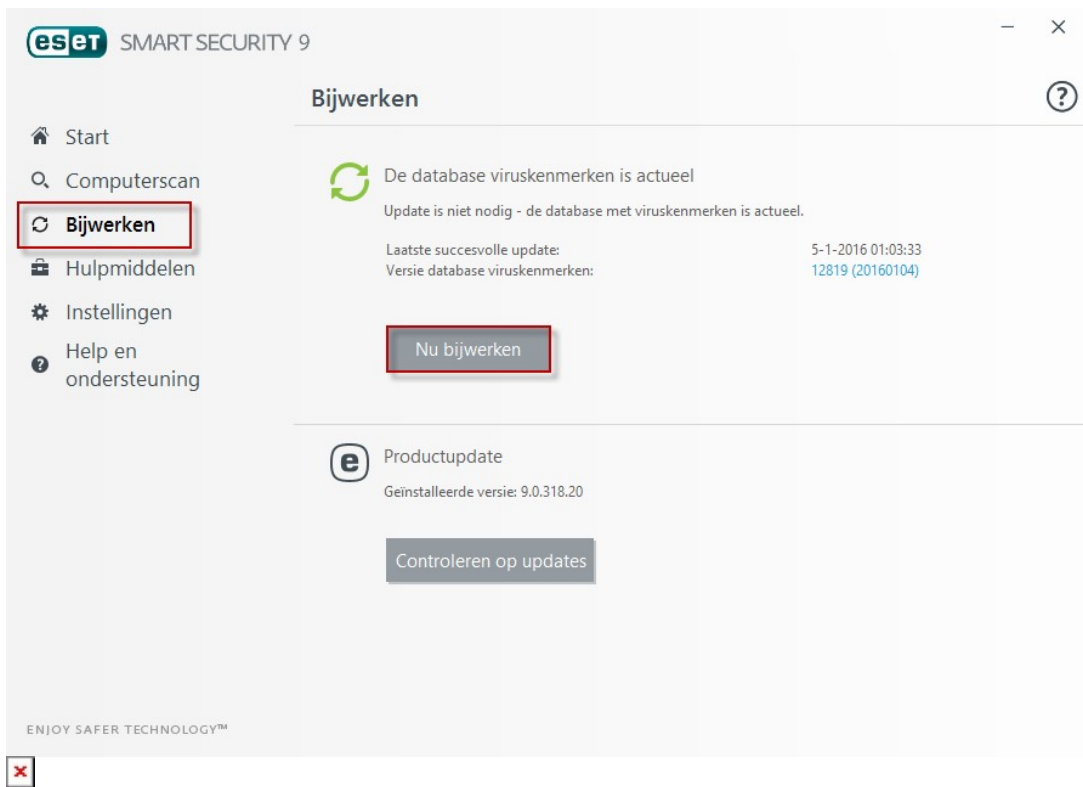 eset SMART SECURITY 9
Bijwerken
Start
Computerscan
Bijwerken
Hulpmiddelen
Instellingen
Help en
ondersteuning
De database viruskenmerken is actueel
Update is niet nodig - de database met viruskenmerken is actueel.
Laatste succesvolle update: 5-1-2016 01:03:33
Versie database viruskenmerken: 12819 (20160104)
Nu bijwerken
Productupdate
Geïnstalleerde versie: 9.0.318.20
Controleren op updates
ENJOY SAFER TECHNOLOGY™